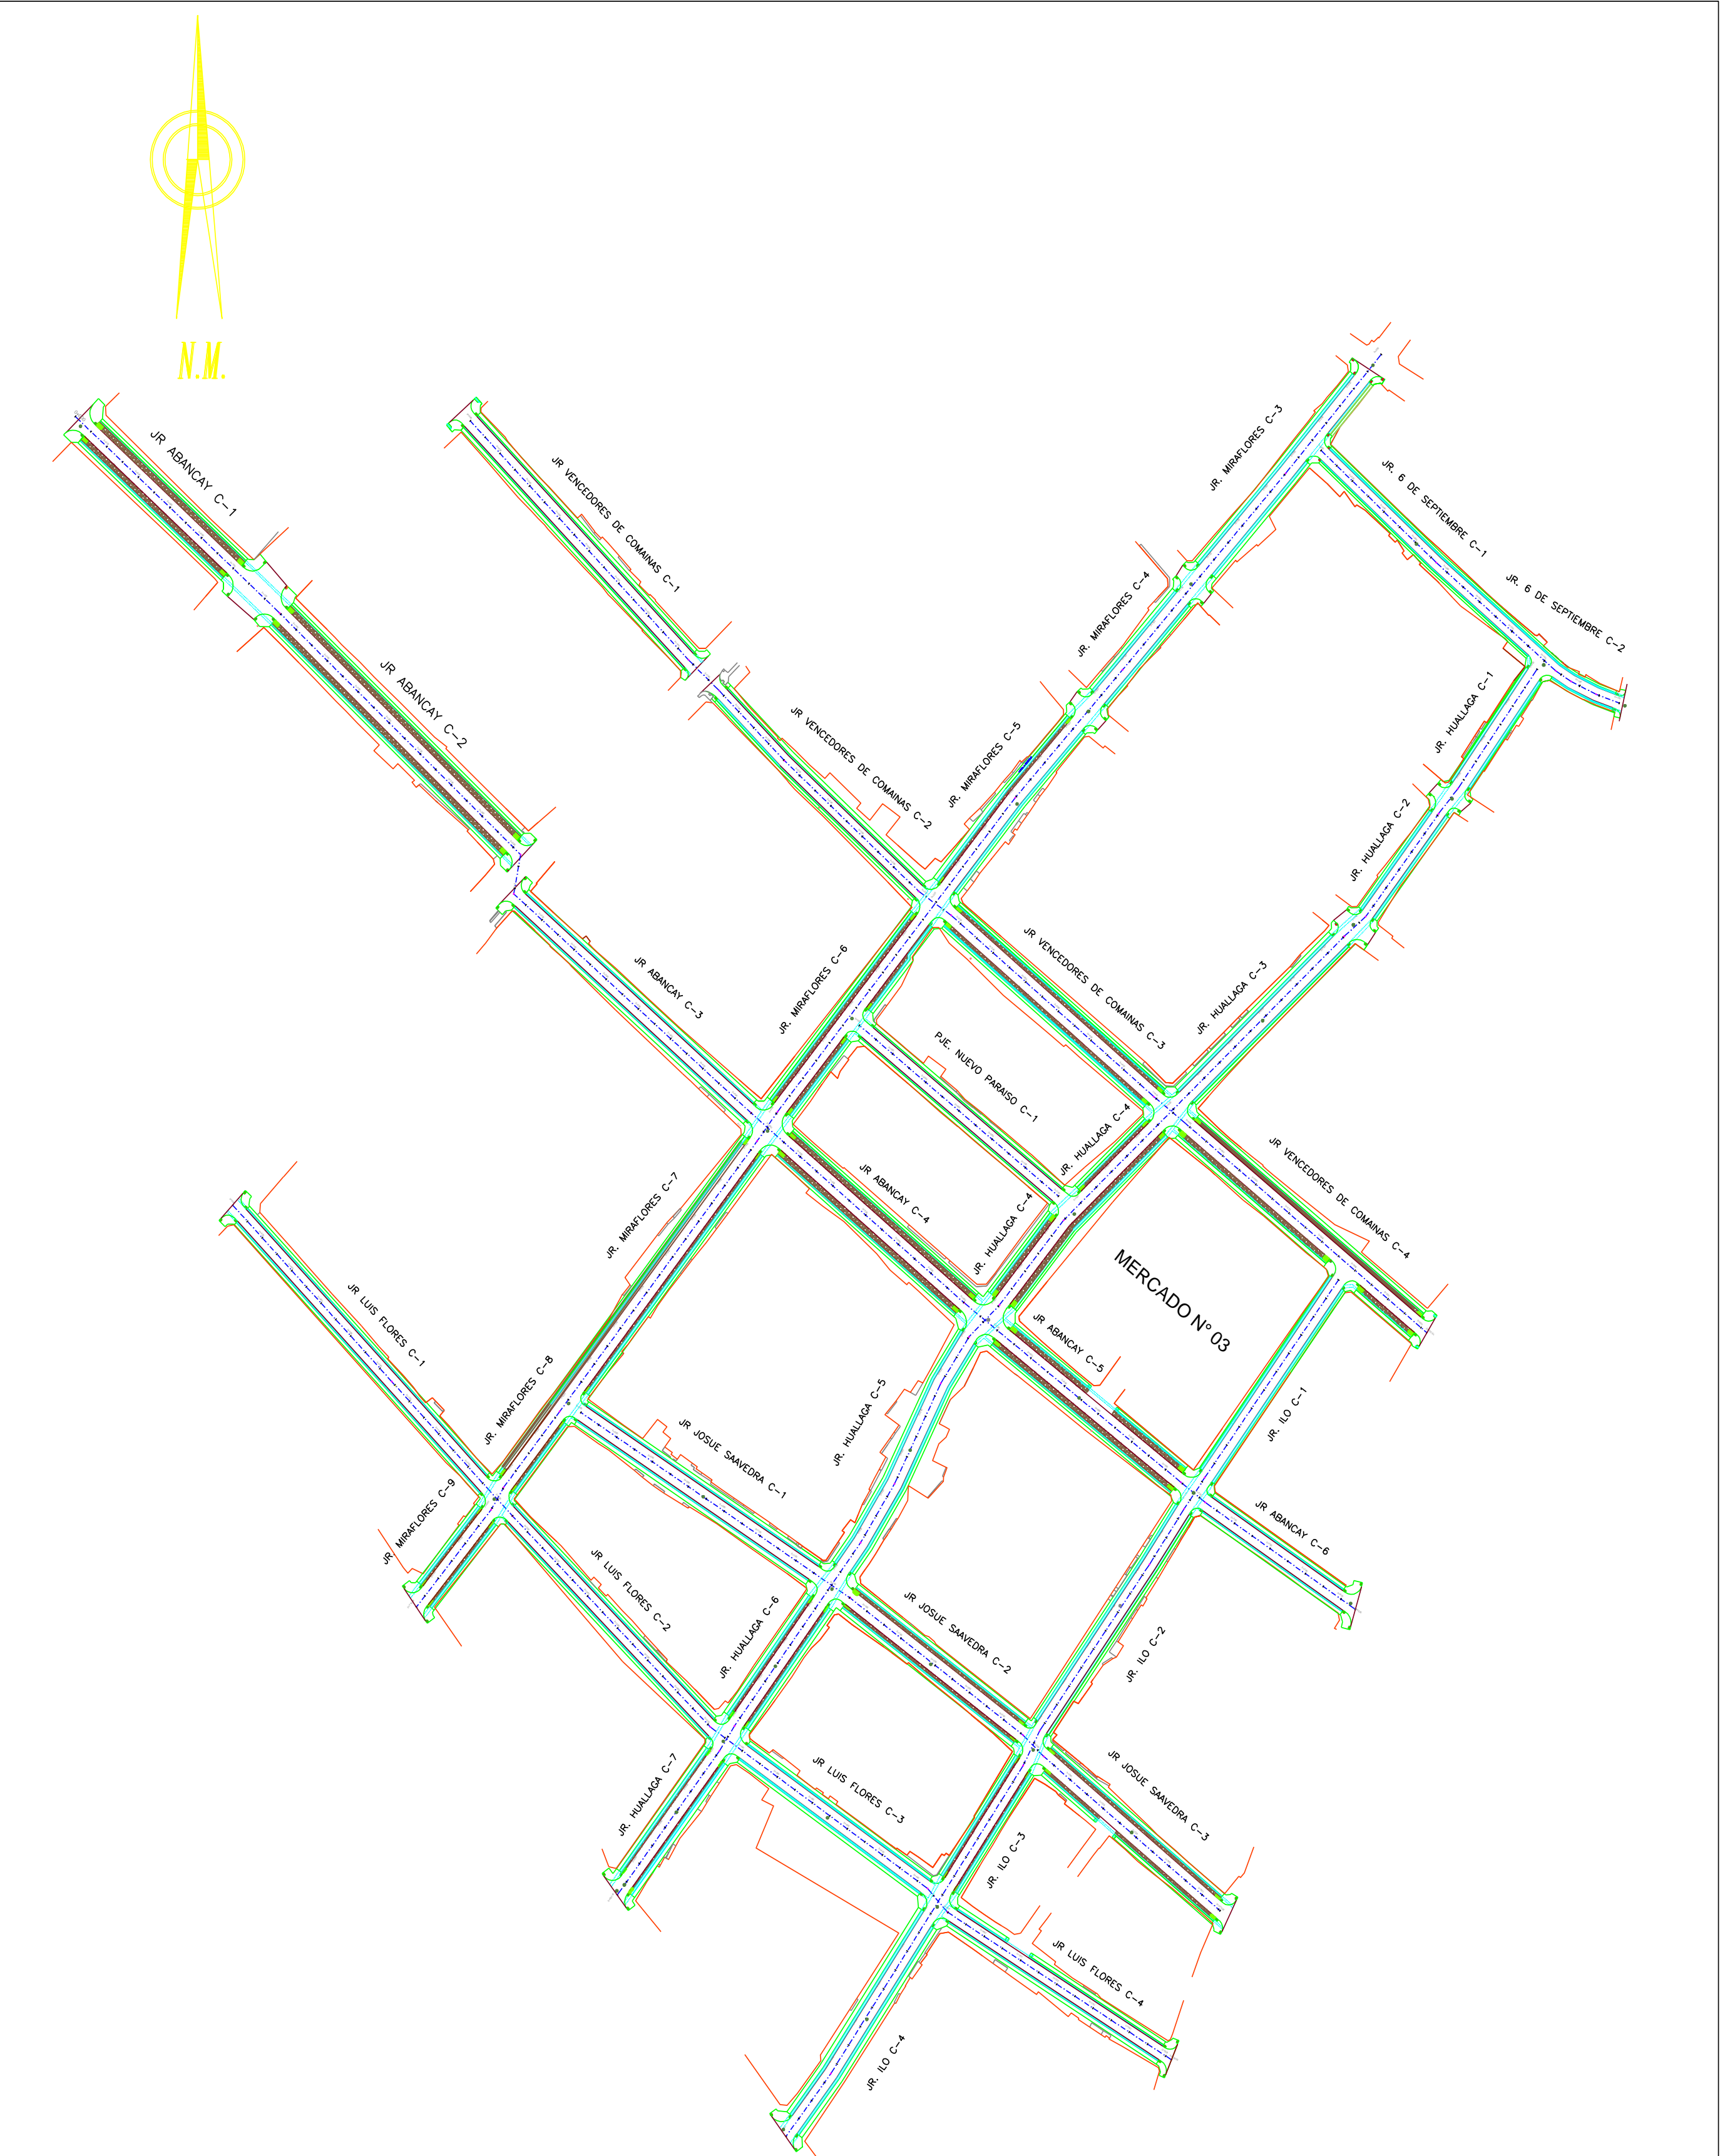 N.M.
JR ABANCAY C-1
JR VENCEDORES DE COMAINAS C-1
JR. MIRAFLORES C-3
JR. 6 DE SEPTIEMBRE C-1
JR. 6 DE SEPTIEMBRE C-2
JR. MIRAFLORES C-4
JR ABANCAY C-2
JR. HUALLAGA C-1
JR VENCEDORES DE COMAINAS C-2
JR. MIRAFLORES C-5
JR. HUALLAGA C-2
JR ABANCAY C-3
JR. MIRAFLORES C-6
JR VENCEDORES DE COMAINAS C-3
JR. HUALLAGA C-3
PJE. NUEVO PARAISO C-1
JR. HUALLAGA C-4
JR VENCEDORES DE COMAINAS C-4
JR. MIRAFLORES C-7
JR ABANCAY C-4
JR. HUALLAGA C-4
MERCADO N° 03
JR LUIS FLORES C-1
JR ABANCAY C-5
JR. MIRAFLORES C-8
JR. HUALLAGA C-5
JR. ILO C-1
JR JOSUE SAAVEDRA C-1
JR. MIRAFLORES C-9
JR ABANCAY C-6
JR LUIS FLORES C-2
JR. HUALLAGA C-6
JR JOSUE SAAVEDRA C-2
JR. ILO C-2
JR. HUALLAGA C-7
JR LUIS FLORES C-3
JR JOSUE SAAVEDRA C-3
JR. ILO C-3
JR LUIS FLORES C-4
JR. ILO C-4